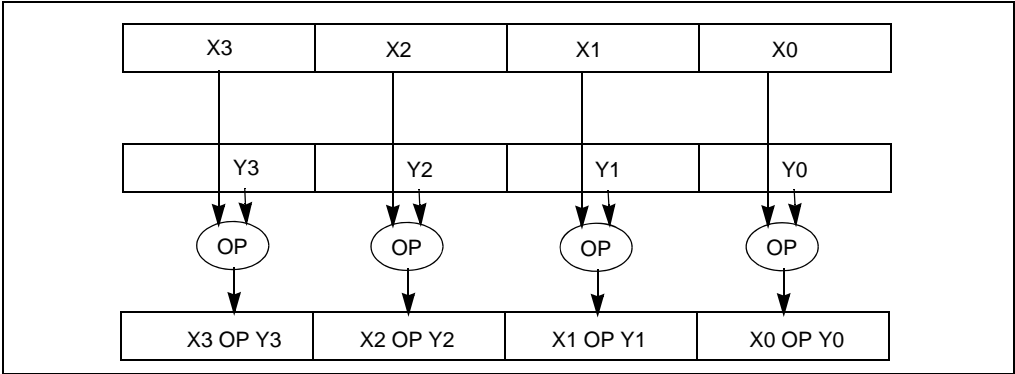 X3 X2 X1 X0
Y3 Y2 Y1 Y0
OP OP OP OP
X3 OP Y3 X2 OP Y2 X1 OP Y1 X0 OP Y0